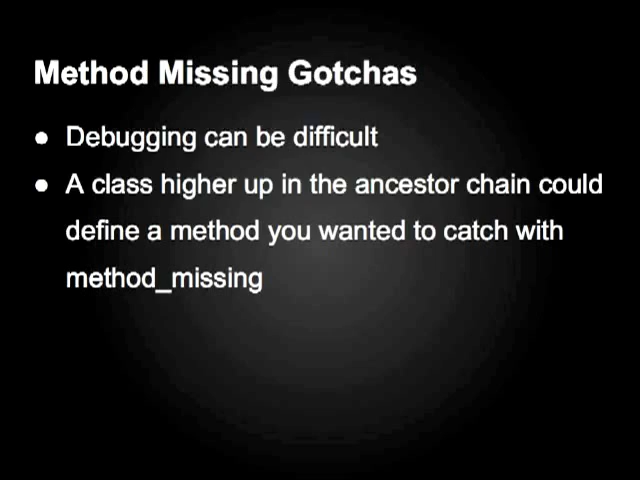 Method Missing Gotchas
● Debugging can be difficult
● A class higher up in the ancestor chain could
define a method you wanted to catch with
method_missing